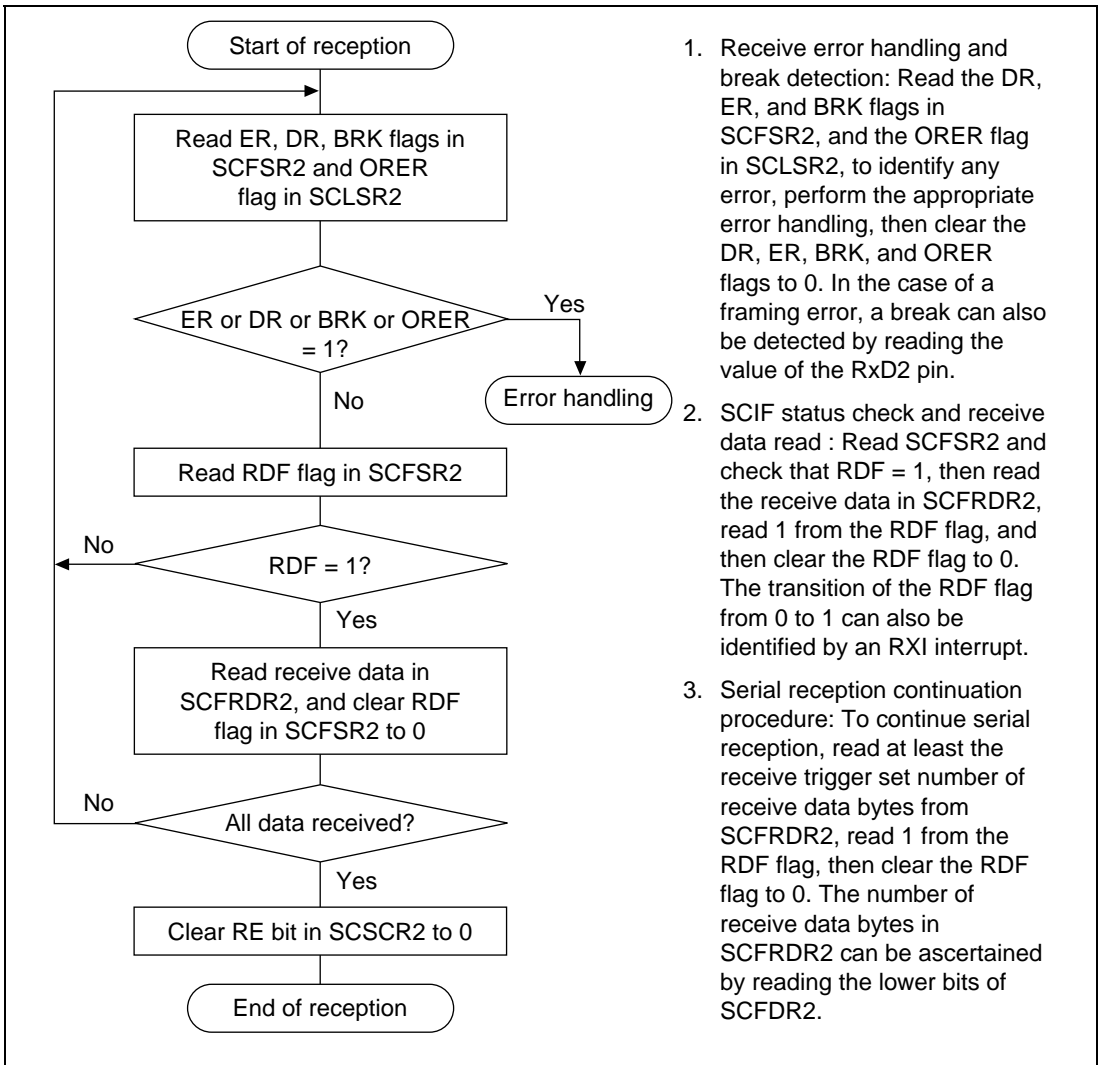 Start of reception
Read ER, DR, BRK flags in
SCFSR2 and ORER
flag in SCLSR2
ER or DR or BRK or ORER
= 1?
Yes
Error handling
No
Read RDF flag in SCFSR2
No
RDF = 1?
Yes
Read receive data in
SCFRDR2, and clear RDF
flag in SCFSR2 to 0
No
All data received?
Yes
Clear RE bit in SCSCR2 to 0
End of reception
1. Receive error handling and
break detection: Read the DR,
ER, and BRK flags in
SCFSR2, and the ORER flag
in SCLSR2, to identify any
error, perform the appropriate
error handling, then clear the
DR, ER, BRK, and ORER
flags to 0. In the case of a
framing error, a break can also
be detected by reading the
value of the RxD2 pin.
2. SCIF status check and receive
data read : Read SCFSR2 and
check that RDF = 1, then read
the receive data in SCFRDR2,
read 1 from the RDF flag, and
then clear the RDF flag to 0.
The transition of the RDF flag
from 0 to 1 can also be
identified by an RXI interrupt.
3. Serial reception continuation
procedure: To continue serial
reception, read at least the
receive trigger set number of
receive data bytes from
SCFRDR2, read 1 from the
RDF flag, then clear the RDF
flag to 0. The number of
receive data bytes in
SCFRDR2 can be ascertained
by reading the lower bits of
SCFDR2.